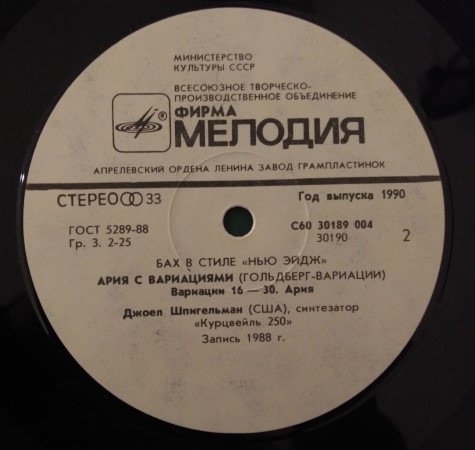 МИНИСТЕРСТВО
КУЛЬТУРЫ СССР
ВСЕСОЮЗНОЕ ТВОРЧЕСКО-
ПРОИЗВОДСТВЕННОЕ ОБЪЕДИНЕНИЕ
®
ФИРМА
МЕЛОДИЯ
АПРЕЛЕВСКИЙ ОРДЕНА ЛЕНИНА ЗАВОД ГРАМПЛАСТИНОК
СТЕРЕО 33
Год выпуска 1990
ГОСТ 5289-88
С60 30189 004
Гр. 3. 2-25
30190
2
БАХ В СТИЛЕ «НЬЮ ЭЙДЖ»
АРИЯ С ВАРИАЦИЯМИ (ГОЛЬДБЕРГ-ВАРИАЦИИ)
Вариации 16 — 30. Ария
Джоел Шпигельман (США), синтезатор
«Курцвейль 250»
Запись 1988 г.